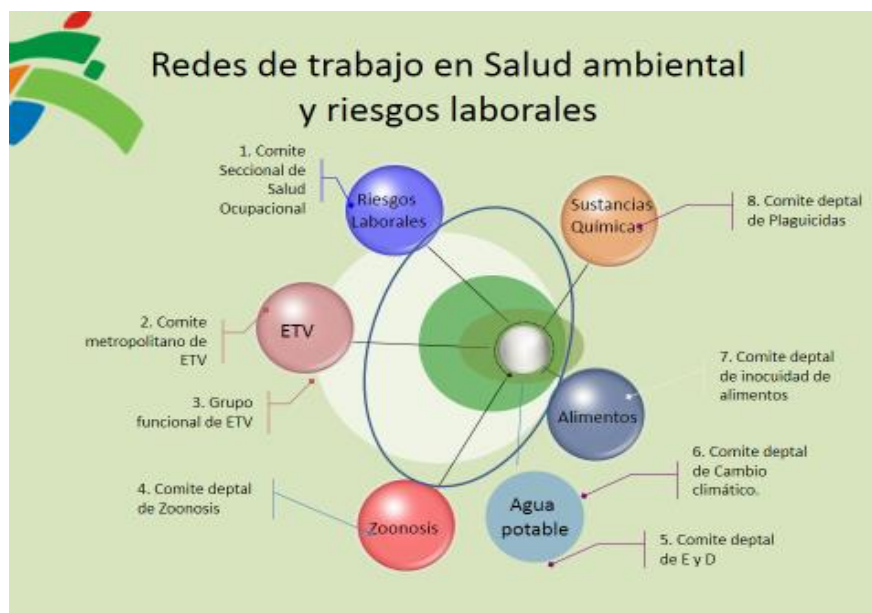 Redes de trabajo en Salud ambiental
y riesgos laborales
1. Comite
Seccional de
Salud
Ocupacional
Riesgos
Laborales
Sustancias
Químicas
8. Comite deptal
de Plaguicidas
2. Comite
metropolitano de
ETV
ETV
3. Grupo
funcional de ETV
7. Comite deptal
de inocuidad de
alimentos
Alimentos
4. Comite deptal
de Zoonosis
Zoonosis
Agua
potable
6. Comite deptal
de Cambio
climático.
5. Comite deptal
de E y D